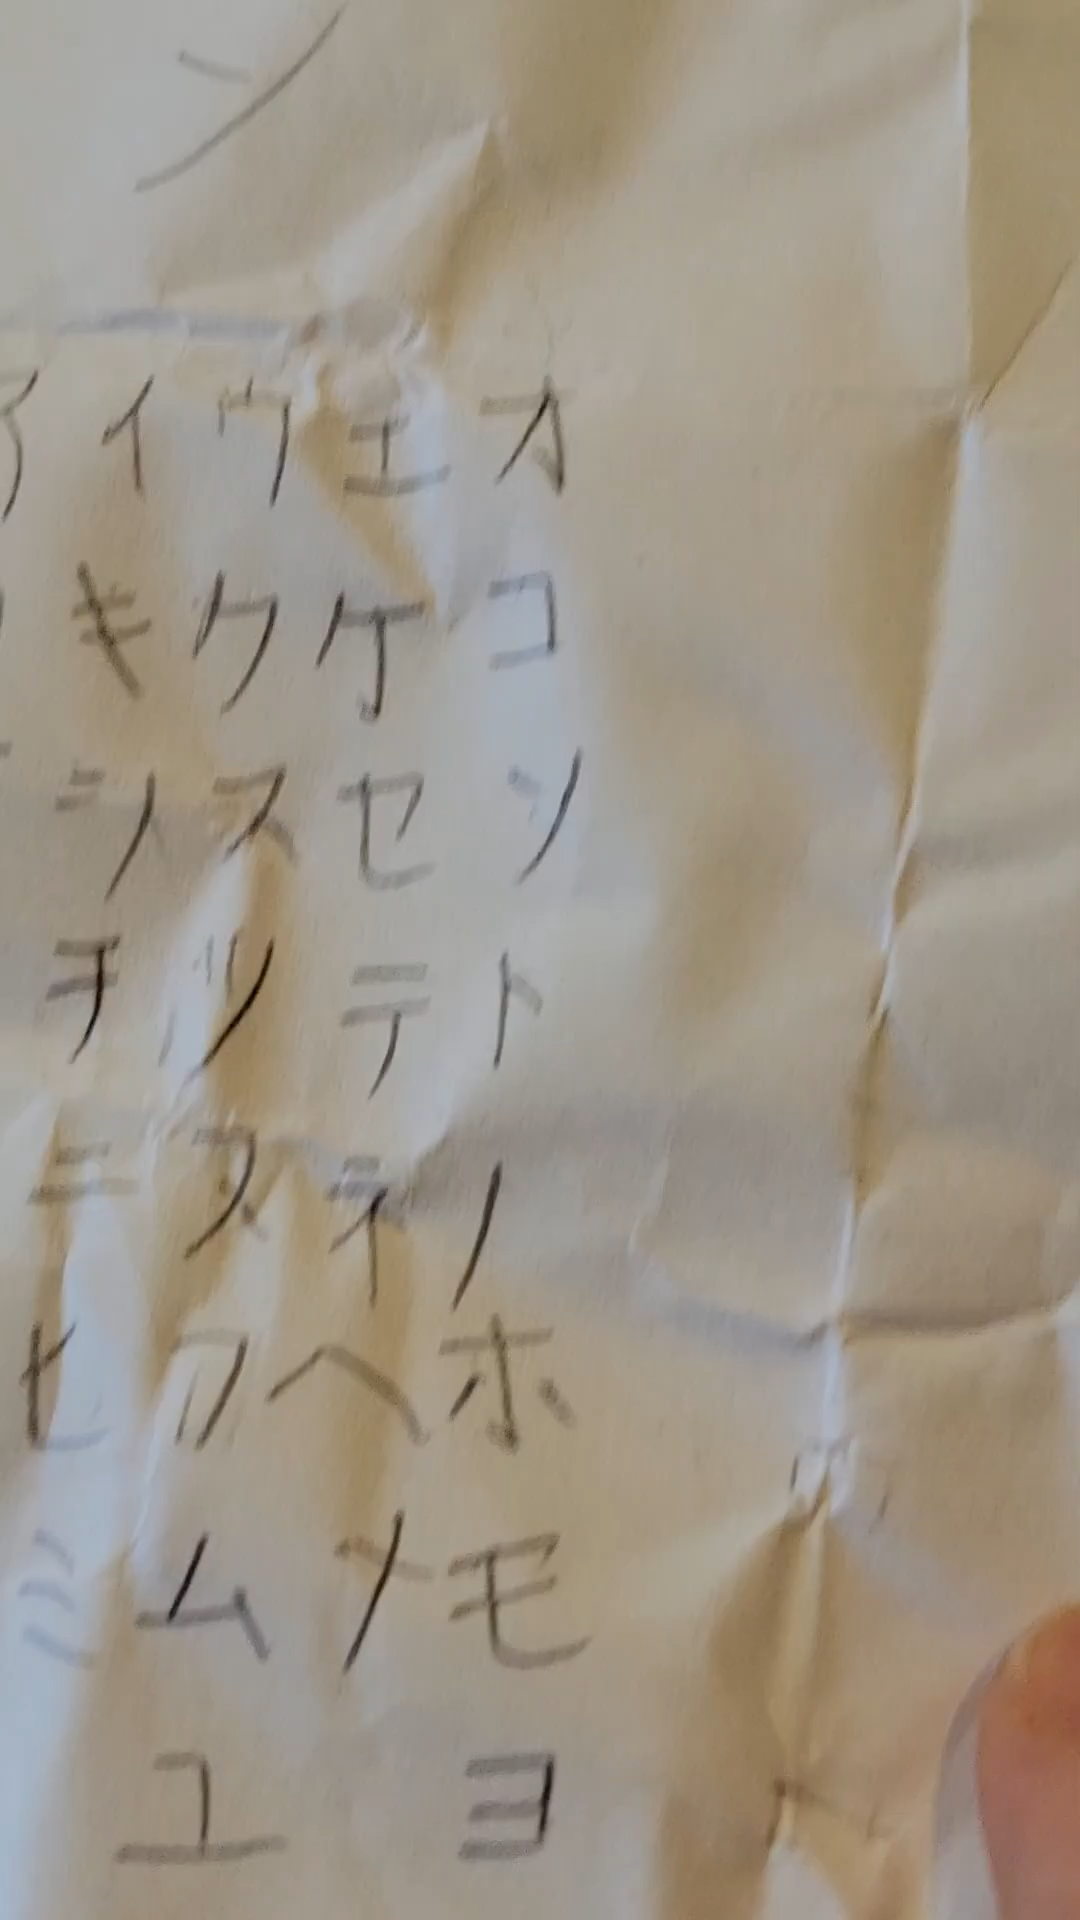 ン
ア イ ウ エ オ
キ ク ケ コ
シ ス セ ソ
チ ツ テ ト
ニ ヌ ネ ノ
ヒ フ ヘ ホ
ミ ム メ モ
ユ ヨ